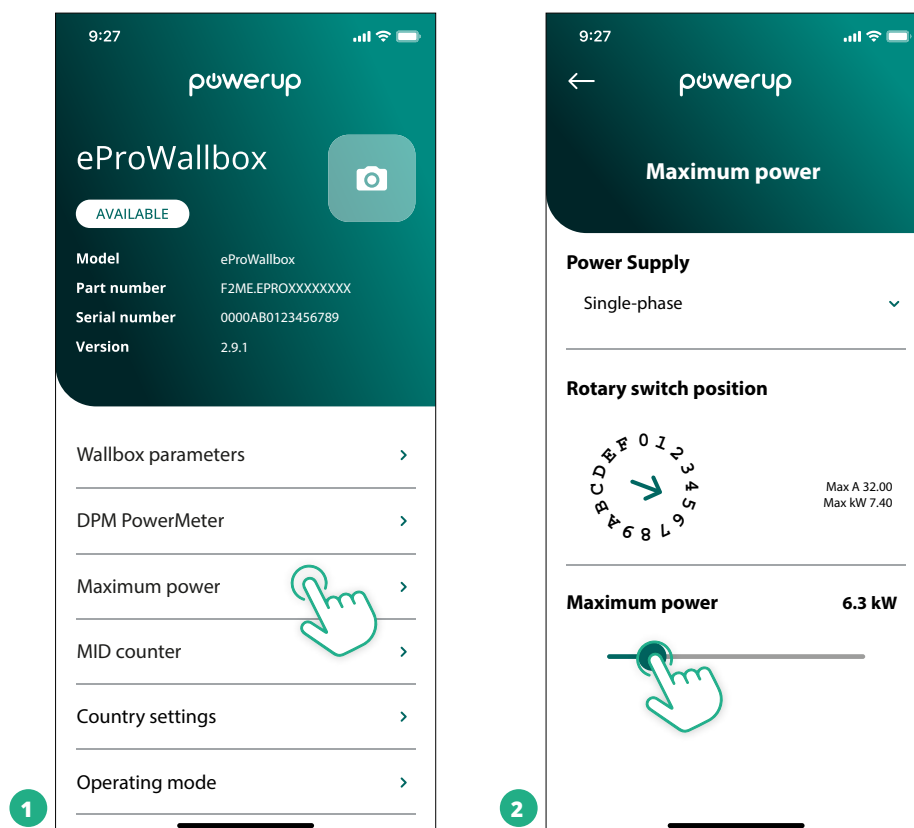 9:27
powerup
eProWallbox
AVAILABLE
Model eProWallbox
Part number F2ME.EPROXXXXXXXX
Serial number 0000AB0123456789
Version 2.9.1
Wallbox parameters
DPM PowerMeter
Maximum power
MID counter
Country settings
Operating mode
1
9:27
powerup
Maximum power
Power Supply
Single-phase
Rotary switch position
0 1 2 3 4 5 6 7 8 9 A B C D E F
Max A 32.00
Max kW 7.40
Maximum power 6.3 kW
2